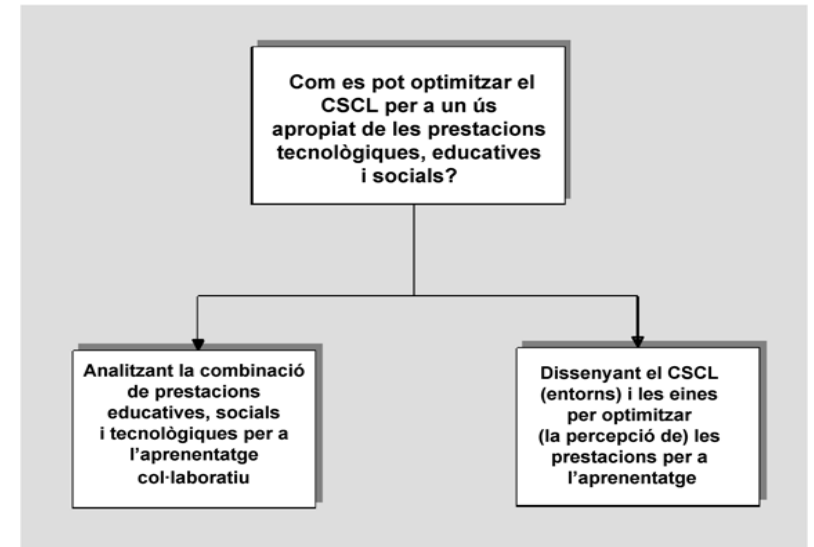 Com es pot optimitzar el
CSCL per a un ús
apropiat de les prestacions
tecnològiques, educatives
i socials?
Analitzant la combinació
de prestacions
educatives, socials
i tecnològiques per a
l'aprenentatge
col·laboratiu
Dissenyant el CSCL
(entorns) i les eines
per optimitzar
(la percepció de) les
prestacions per a
l'aprenentatge